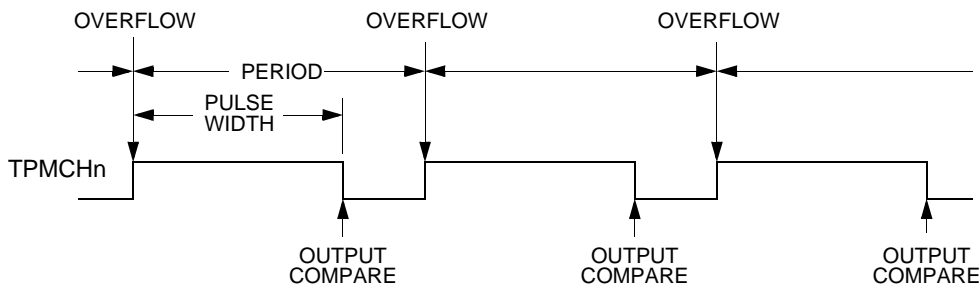 OVERFLOW
OVERFLOW
OVERFLOW
PERIOD
PULSE
WIDTH
TPMCHn
OUTPUT
COMPARE
OUTPUT
COMPARE
OUTPUT
COMPARE